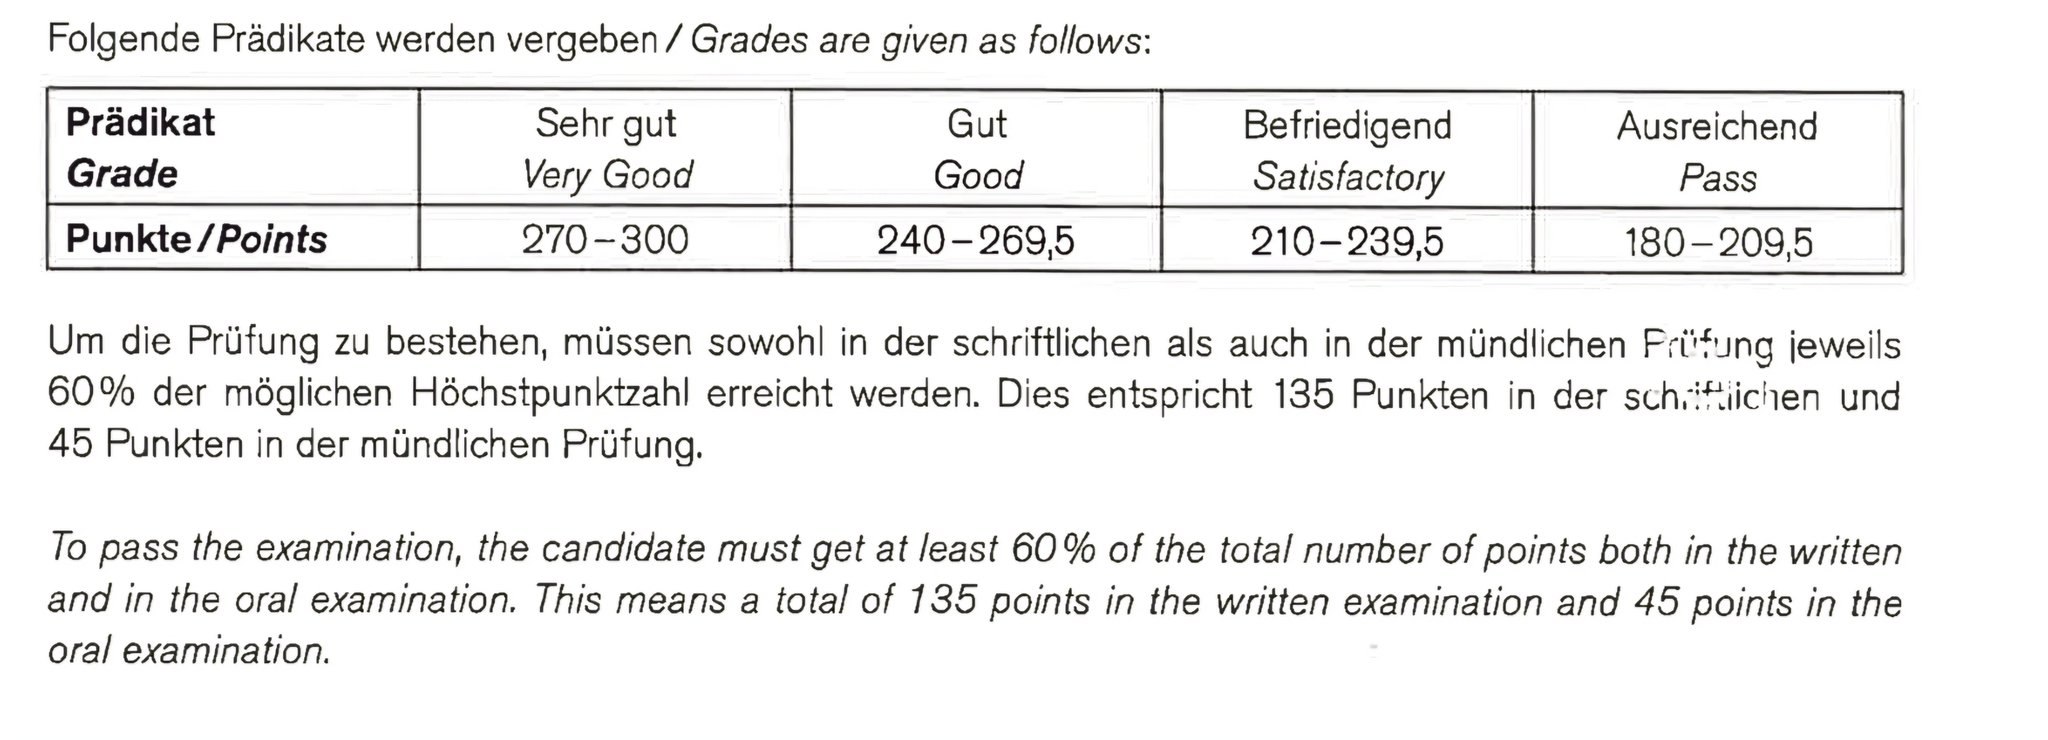 Folgende Prädikate werden vergeben / Grades are given as follows:
Prädikat Sehr gut Gut Befriedigend Ausreichend
Grade Very Good Good Satisfactory Pass
Punkte/Points 270–300 240–269,5 210–239,5 180–209,5
Um die Prüfung zu bestehen, müssen sowohl in der schriftlichen als auch in der mündlichen Prüfung jeweils
60% der möglichen Höchstpunktzahl erreicht werden. Dies entspricht 135 Punkten in der schriftlichen und
45 Punkten in der mündlichen Prüfung.
To pass the examination, the candidate must get at least 60% of the total number of points both in the written
and in the oral examination. This means a total of 135 points in the written examination and 45 points in the
oral examination.